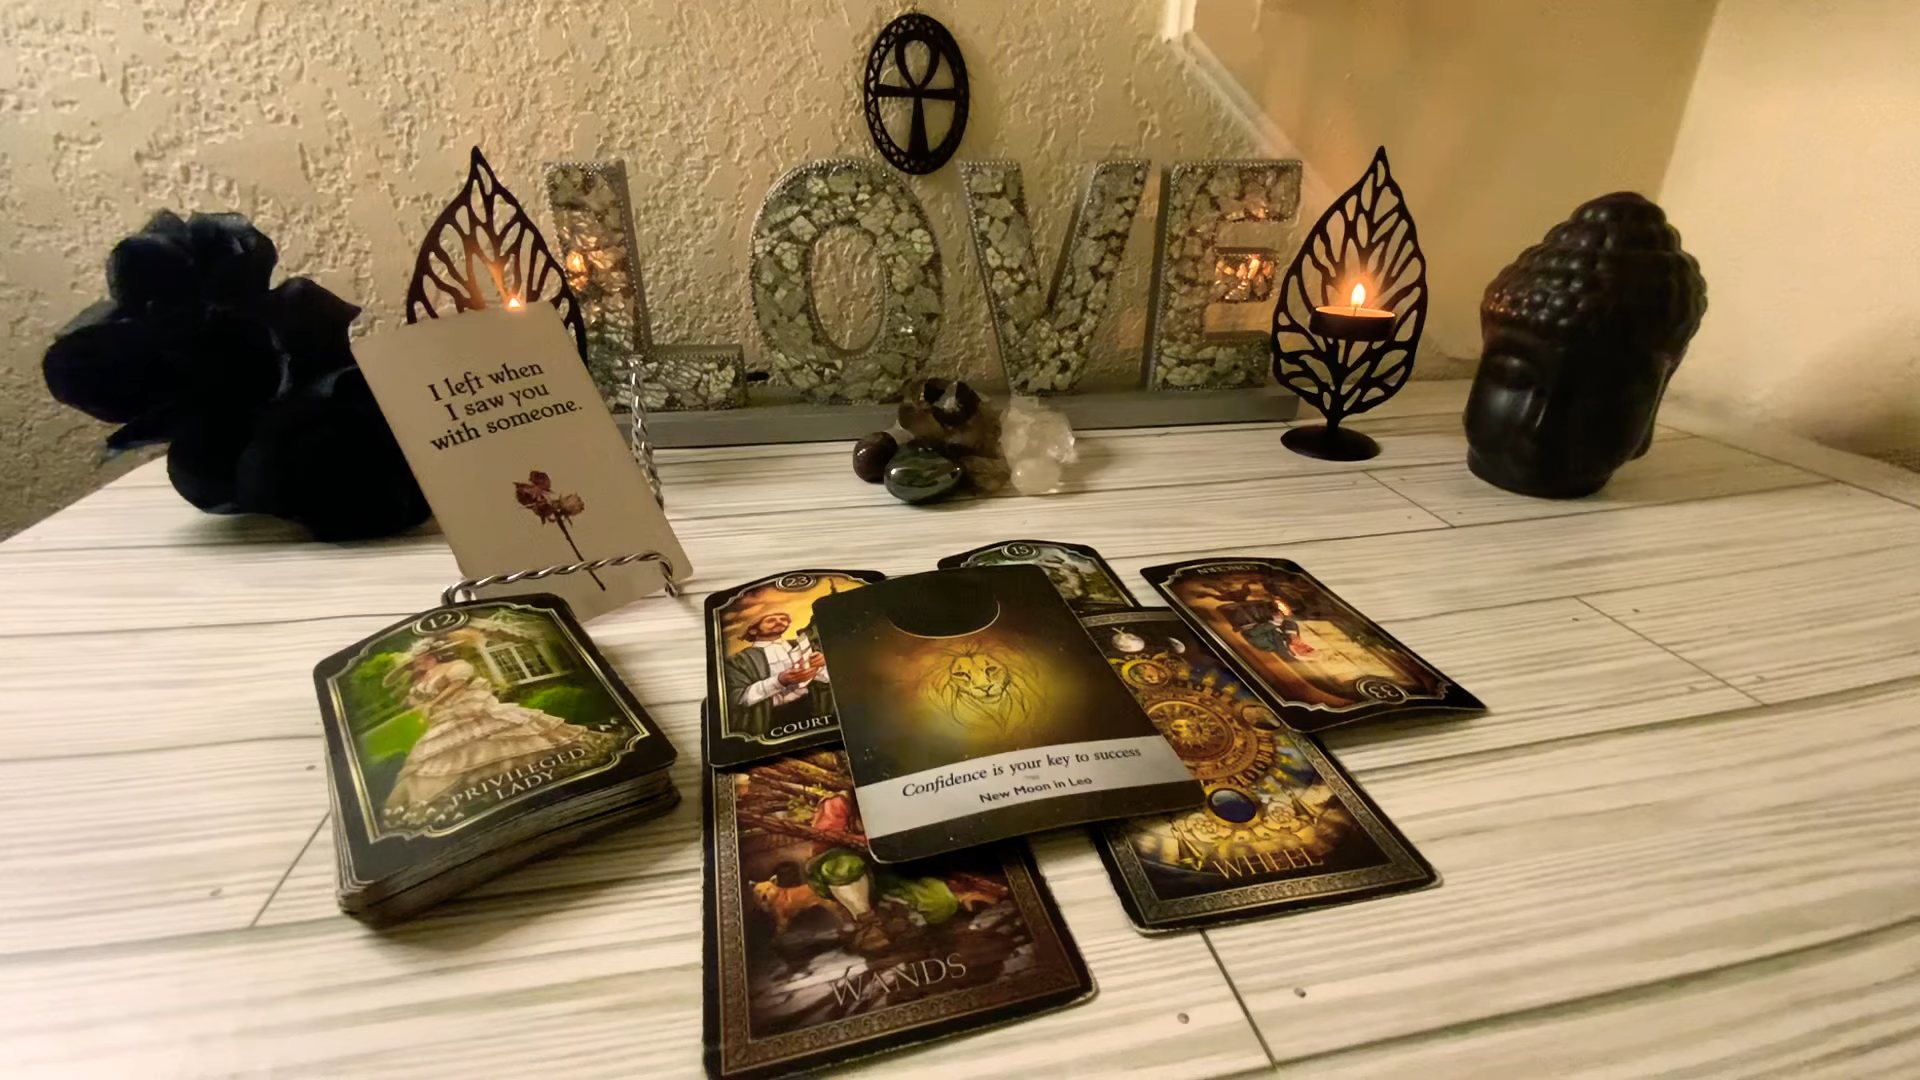 LOVE
I left when
I saw you
with someone.
12
PRIVILEGED
LADY
23
COURT
15
33
Confidence is your key to success
New Moon in Leo
WHEEL
WANDS